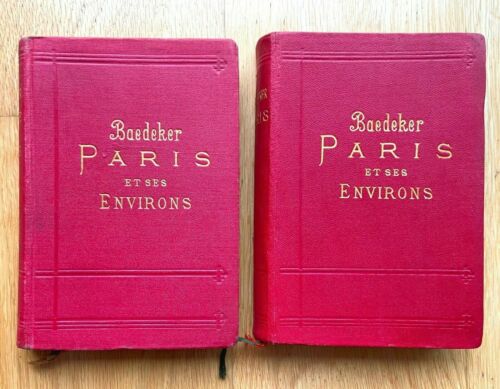 Baedeker
PARIS
ET SES
ENVIRONS
Baedeker
PARIS
ET SES
ENVIRONS